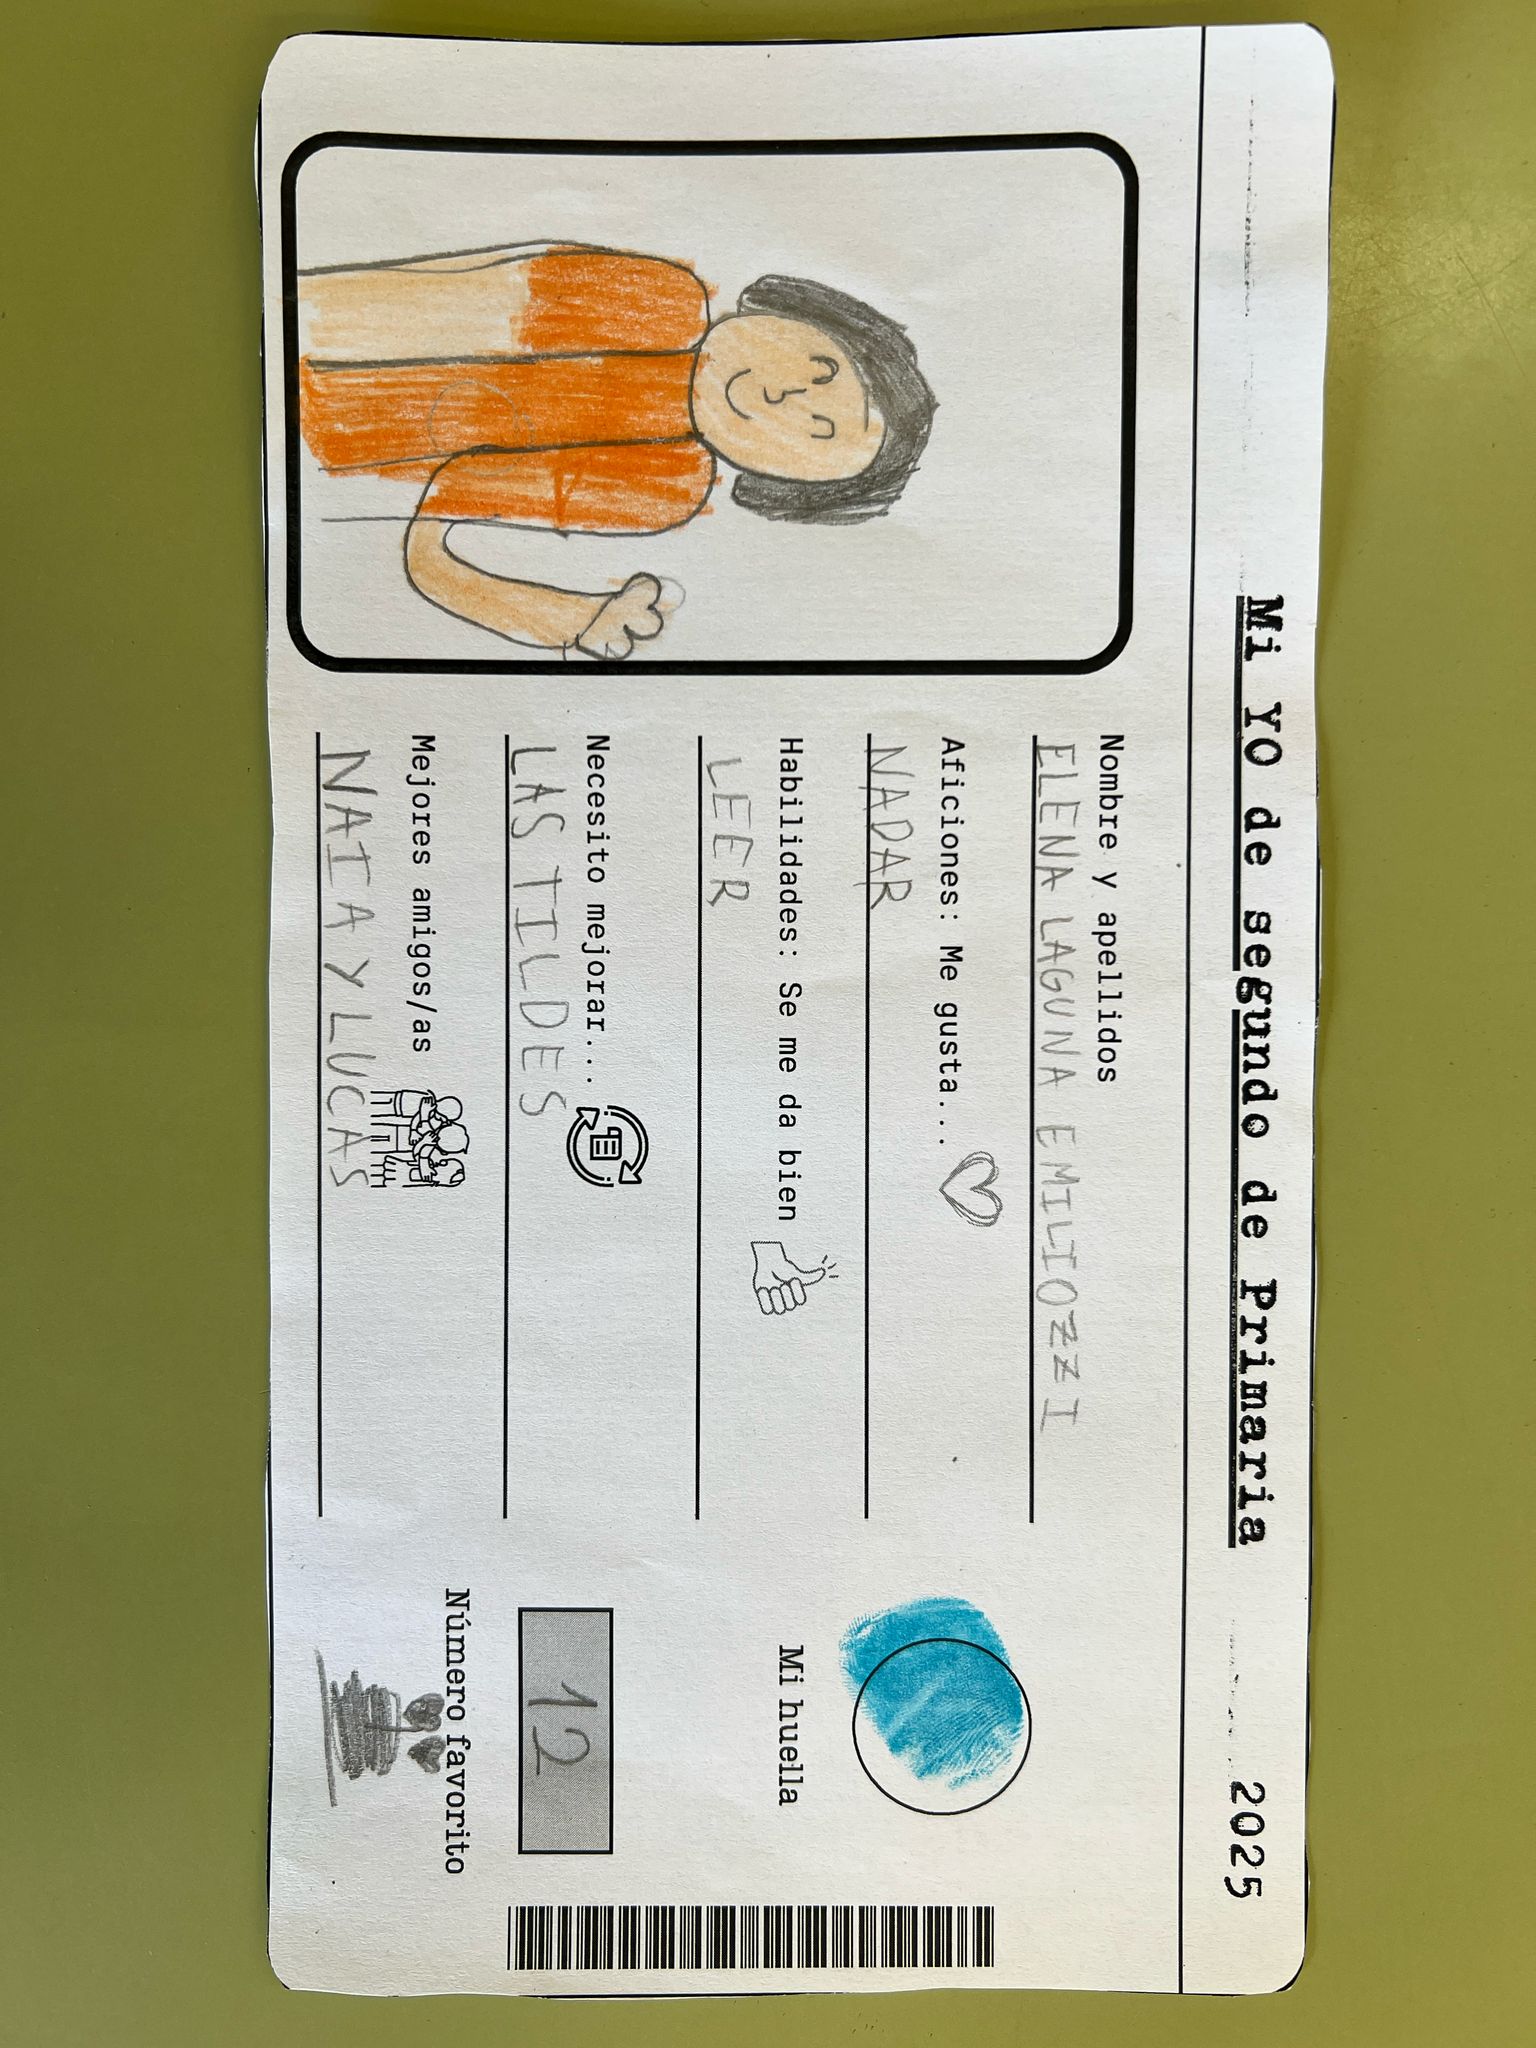 Mi YO de segundo de Primaria
2025
Nombre y apellidos
ELENA LAGUNA EMILIOZZI
Aficiones: Me gusta...
NADAR
Habilidades: Se me da bien
LEER
Necesito mejorar...
LAS TILDES
Mejores amigos/as
NAIA Y LUCAS
Mi huella
12
Número favorito